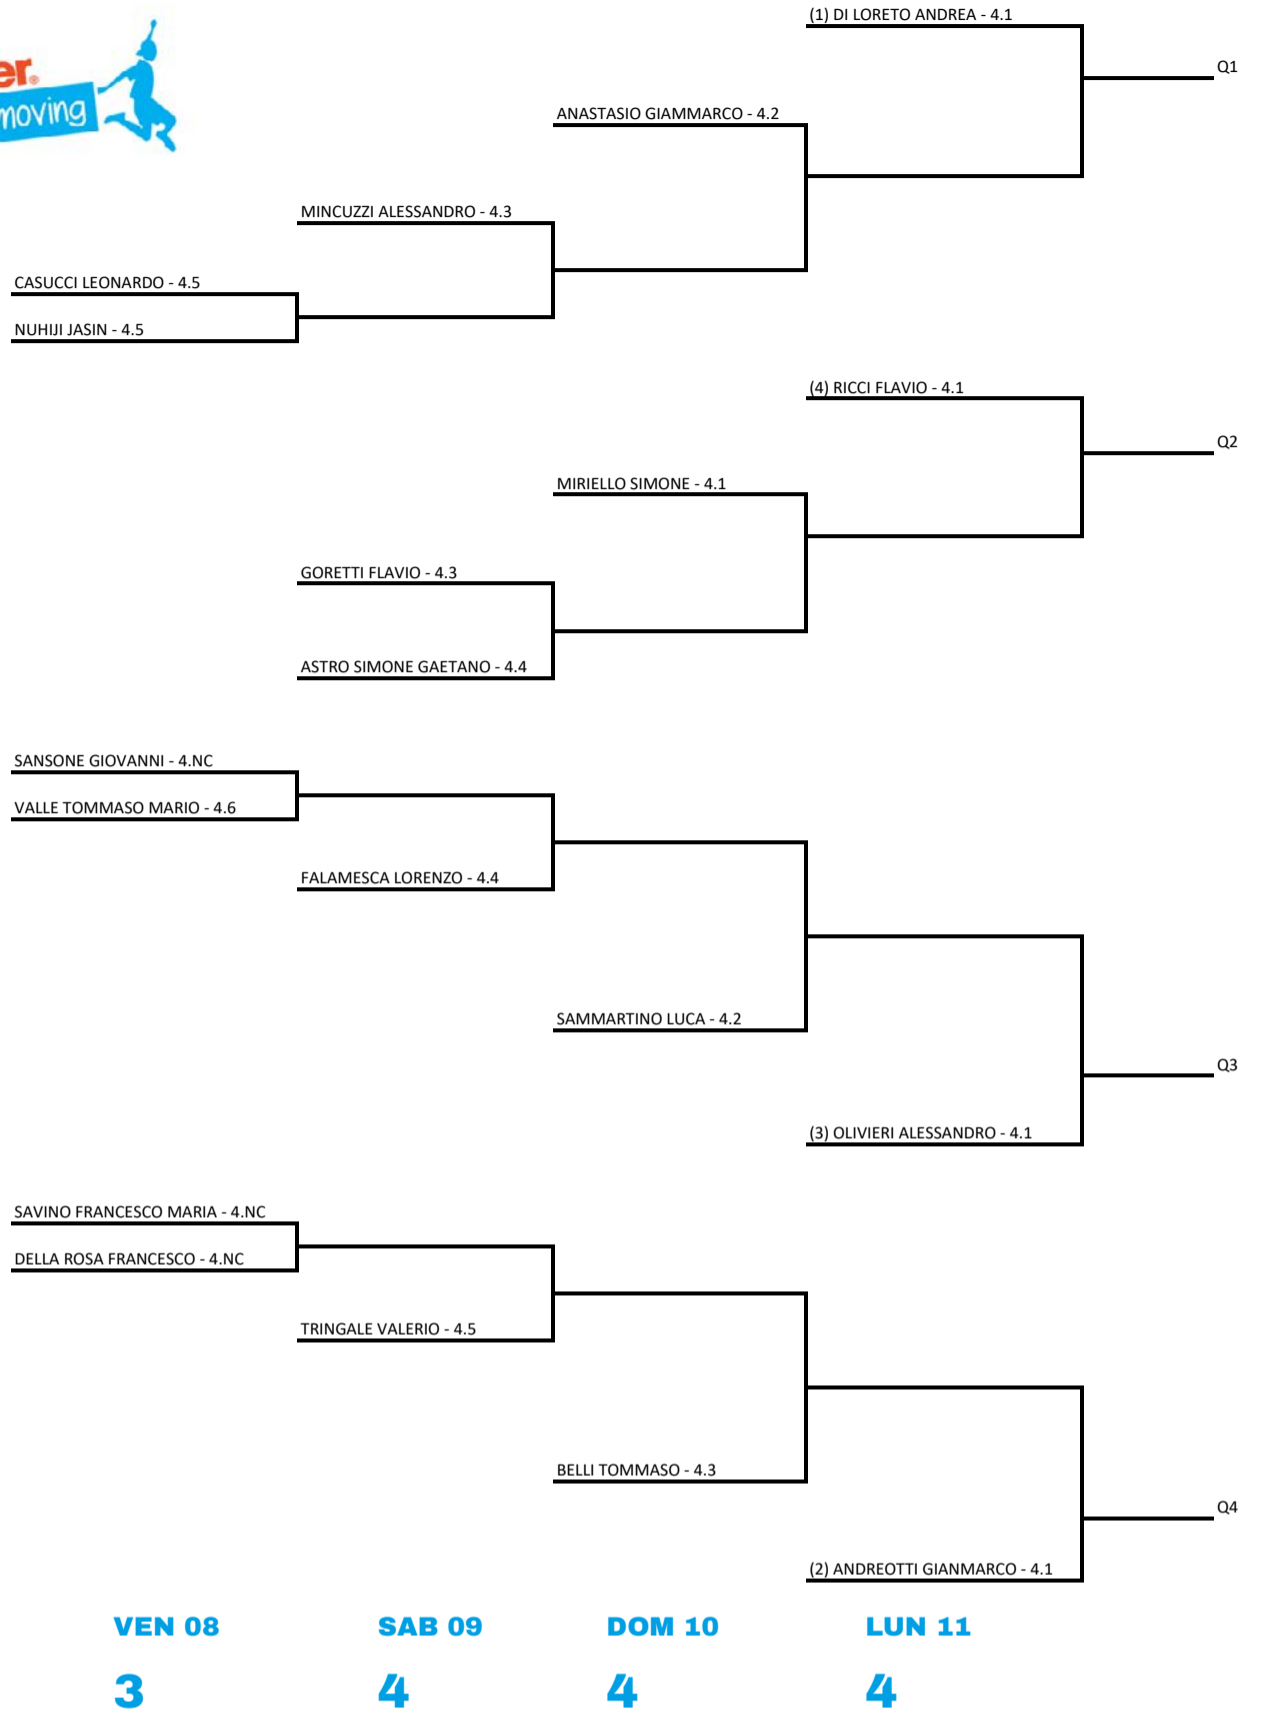 er®
moving
(1) DI LORETO ANDREA - 4.1
Q1
ANASTASIO GIAMMARCO - 4.2
MINCUZZI ALESSANDRO - 4.3
CASUCCI LEONARDO - 4.5
NUHIJI JASIN - 4.5
(4) RICCI FLAVIO - 4.1
Q2
MIRIELLO SIMONE - 4.1
GORETTI FLAVIO - 4.3
ASTRO SIMONE GAETANO - 4.4
SANSONE GIOVANNI - 4.NC
VALLE TOMMASO MARIO - 4.6
FALAMESCA LORENZO - 4.4
SAMMARTINO LUCA - 4.2
Q3
(3) OLIVIERI ALESSANDRO - 4.1
SAVINO FRANCESCO MARIA - 4.NC
DELLA ROSA FRANCESCO - 4.NC
TRINGALE VALERIO - 4.5
BELLI TOMMASO - 4.3
Q4
(2) ANDREOTTI GIANMARCO - 4.1
VEN 08 SAB 09 DOM 10 LUN 11
3 4 4 4